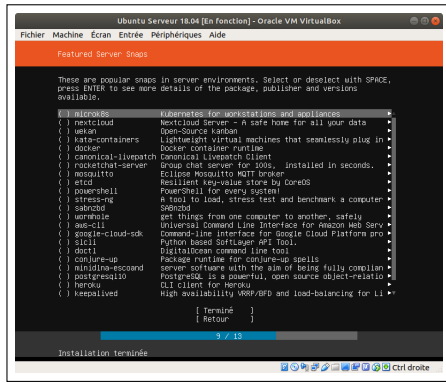 Ubuntu Serveur 18.04 [En fonction] - Oracle VM VirtualBox
Fichier Machine Écran Entrée Périphériques Aide
Featured Server Snaps
These are popular snaps in server environments. Select or deselect with SPACE,
press ENTER to see more details of the package, publisher and versions
available.
( ) microk8s Kubernetes for workstations and appliances
( ) nextcloud Nextcloud Server - A safe home for all your data
( ) wekan Open-Source kanban
( ) kata-containers Lightweight virtual machines that seamlessly plug in
( ) docker Docker container runtime
( ) canonical-livepatch Canonical Livepatch Client
( ) rocketchat-server Group chat server for 100s, installed in seconds.
( ) mosquitto Eclipse Mosquitto MQTT broker
( ) etcd Resilient key-value store by CoreOS
( ) powershell PowerShell for every system!
( ) stress-ng A tool to load, stress test and benchmark a computer
( ) sabnzbd SABnzbd
( ) wormhole get things from one computer to another, safely
( ) aws-cli Universal Command Line Interface for Amazon Web Serv
( ) google-cloud-sdk Command-line interface for Google Cloud Platform pro
( ) slcli Python based SoftLayer API Tool.
( ) doctl DigitalOcean command line tool
( ) conjure-up Package runtime for conjure-up spells
( ) minidlna-escoand server software with the aim of being fully complian
( ) postgresql10 PostgreSQL is a powerful, open source object-relatio
( ) heroku CLI client for Heroku
( ) keepalived High availability VRRP/BFD and load-balancing for Li
[ Terminé ]
[ Retour ]
9 / 13
Installation terminée
Ctrl droite